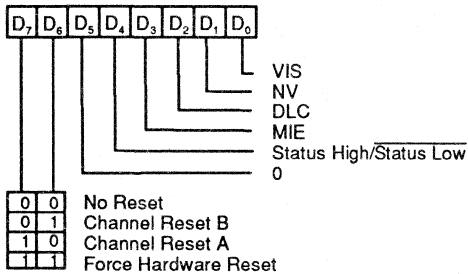 D7 D6 D5 D4 D3 D2 D1 D0
VIS
NV
DLC
MIE
Status High/Status Low
0
0 0 No Reset
0 1 Channel Reset B
1 0 Channel Reset A
1 1 Force Hardware Reset